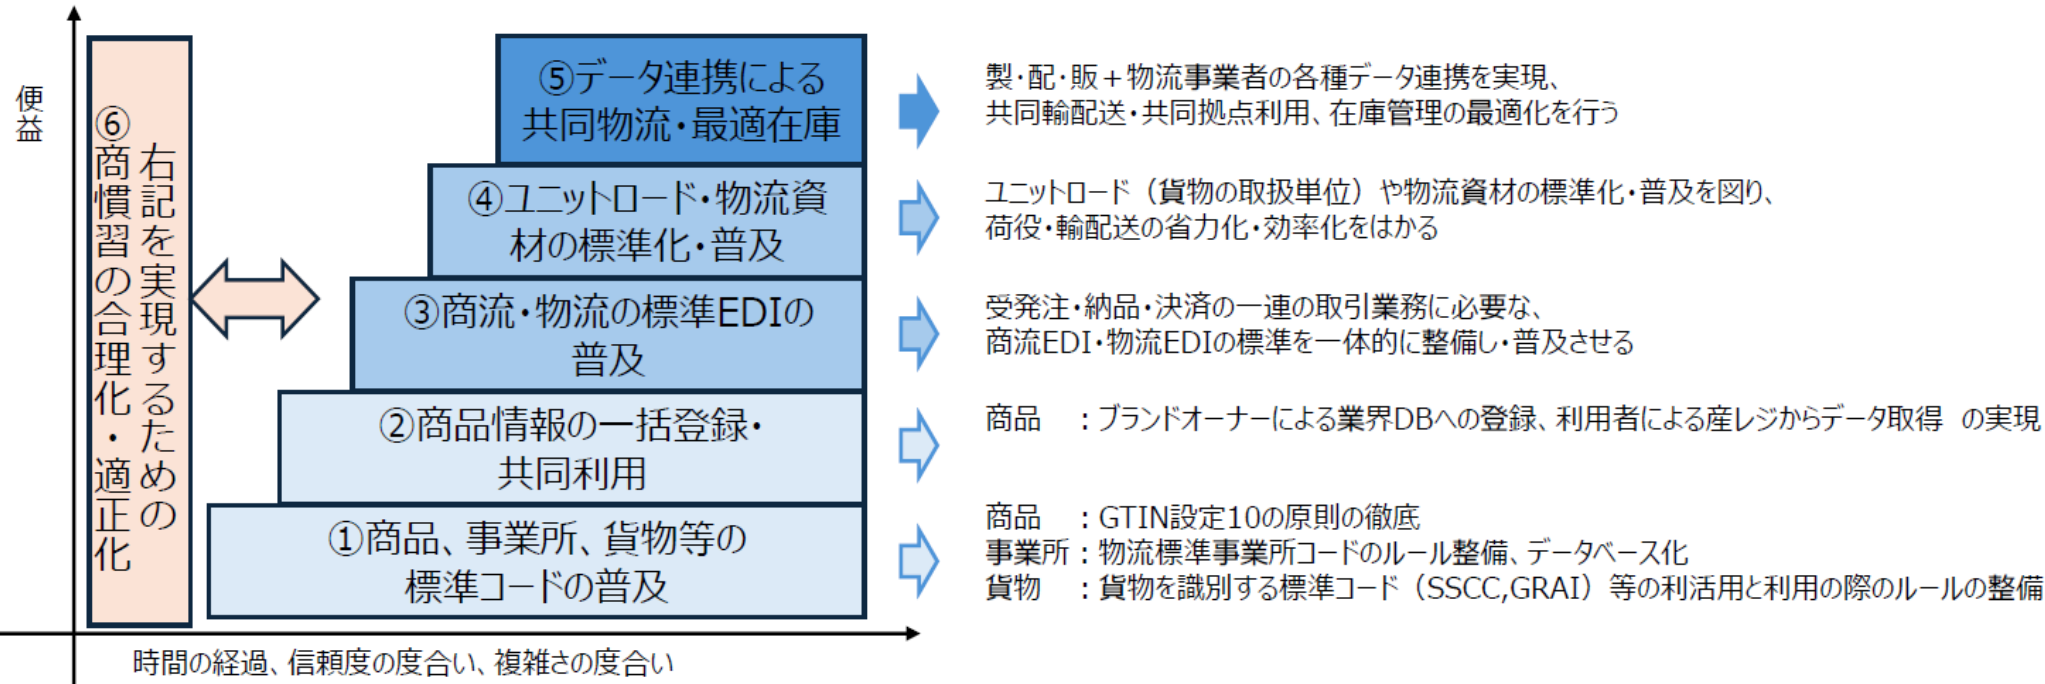 便益
⑥商慣習の合理化・適正化
右記を実現するための
⑤データ連携による
共同物流・最適在庫
製・配・販＋物流事業者の各種データ連携を実現、
共同輸配送・共同拠点利用、在庫管理の最適化を行う
④ユニットロード・物流資
材の標準化・普及
ユニットロード（貨物の取扱単位）や物流資材の標準化・普及を図り、
荷役・輸配送の省力化・効率化をはかる
③商流・物流の標準EDIの
普及
受発注・納品・決済の一連の取引業務に必要な、
商流EDI・物流EDIの標準を一体的に整備し・普及させる
②商品情報の一括登録・
共同利用
商品　：ブランドオーナーによる業界DBへの登録、利用者による産レジからデータ取得　の実現
①商品、事業所、貨物等の
標準コードの普及
商品　：GTIN設定10の原則の徹底
事業所：物流標準事業所コードのルール整備、データベース化
貨物　：貨物を識別する標準コード（SSCC,GRAI）等の利活用と利用の際のルールの整備
時間の経過、信頼度の度合い、複雑さの度合い